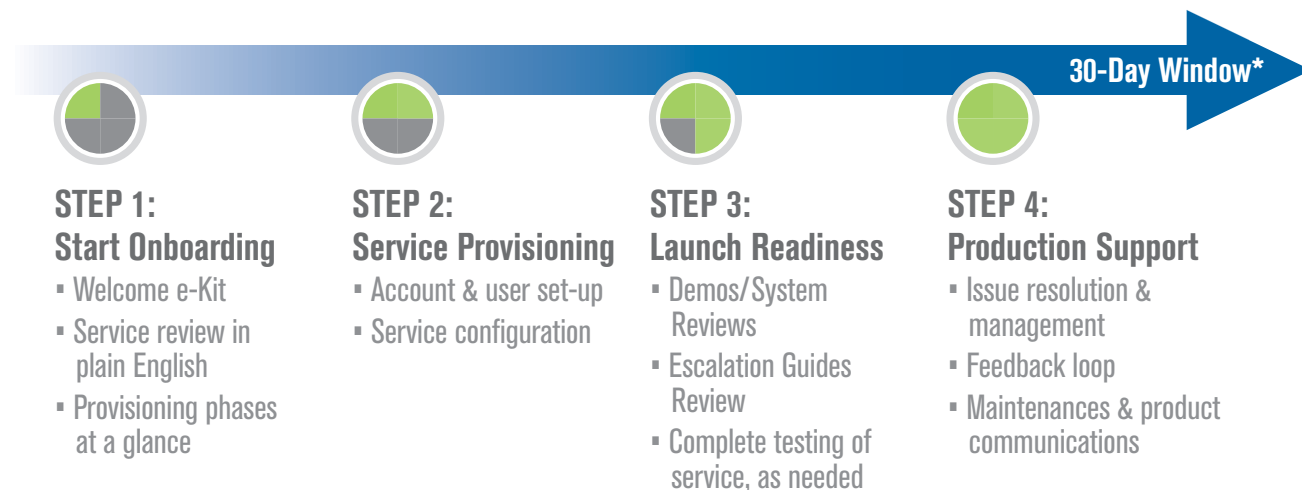 30-Day Window*
STEP 1:
Start Onboarding
▪ Welcome e-Kit
▪ Service review in
plain English
▪ Provisioning phases
at a glance
STEP 2:
Service Provisioning
▪ Account & user set-up
▪ Service configuration
STEP 3:
Launch Readiness
▪ Demos/System
Reviews
▪ Escalation Guides
Review
▪ Complete testing of
service, as needed
STEP 4:
Production Support
▪ Issue resolution &
management
▪ Feedback loop
▪ Maintenances & product
communications